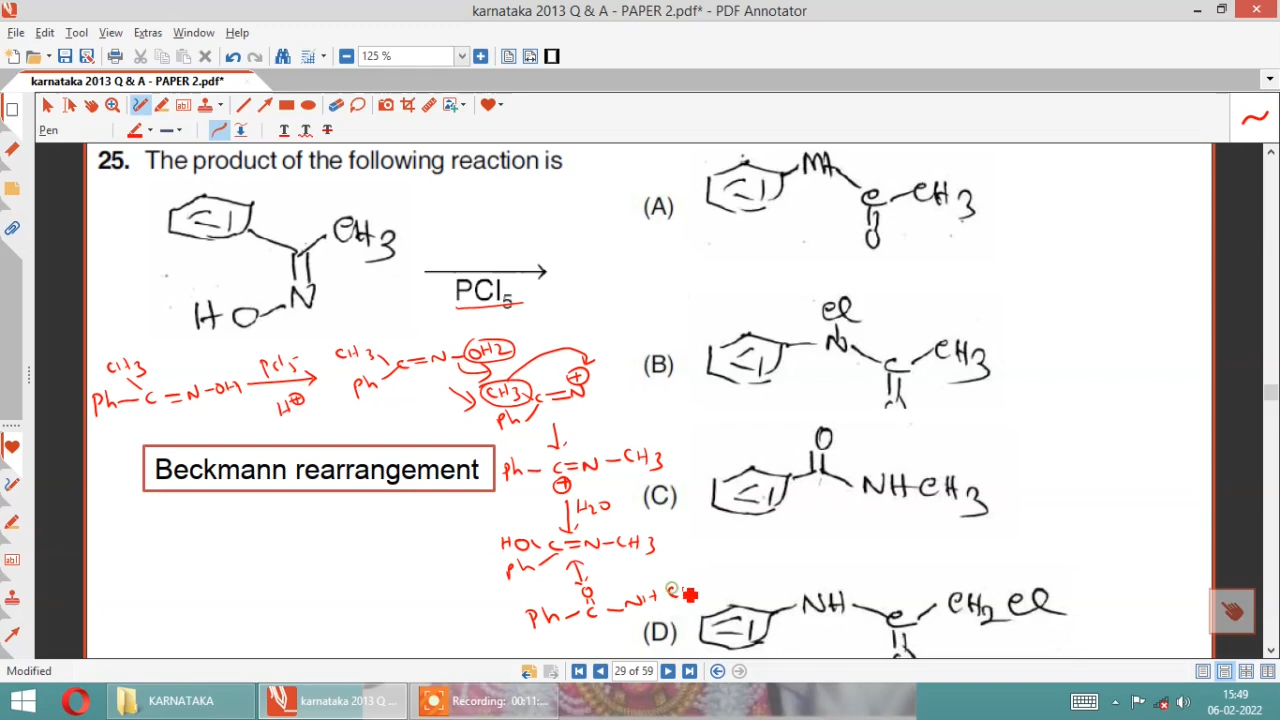 karnataka 2013 Q & A - PAPER 2.pdf* - PDF Annotator
File Edit Tool View Extras Window Help
125 %
karnataka 2013 Q & A - PAPER 2.pdf*
Pen
25. The product of the following reaction is
CH3
H O N
PCl5
(A)
NH
C CH3
O
(B)
Cl
N
C CH3
(C)
O
NHCH3
(D)
NH C CH2Cl
CH3
Ph-C=N-OH
PCl5
H⊕
CH3
C=N-OH2
Ph
CH3 C=N ⊕
Ph
Ph-C=N-CH3
⊕
H2O
HO C=N-CH3
Ph
O
Ph-C-NH C
Beckmann rearrangement
Modified
29 of 59
KARNATAKA
karnataka 2013 Q ...
Recording: 00:11:...
15:49
06-02-2022